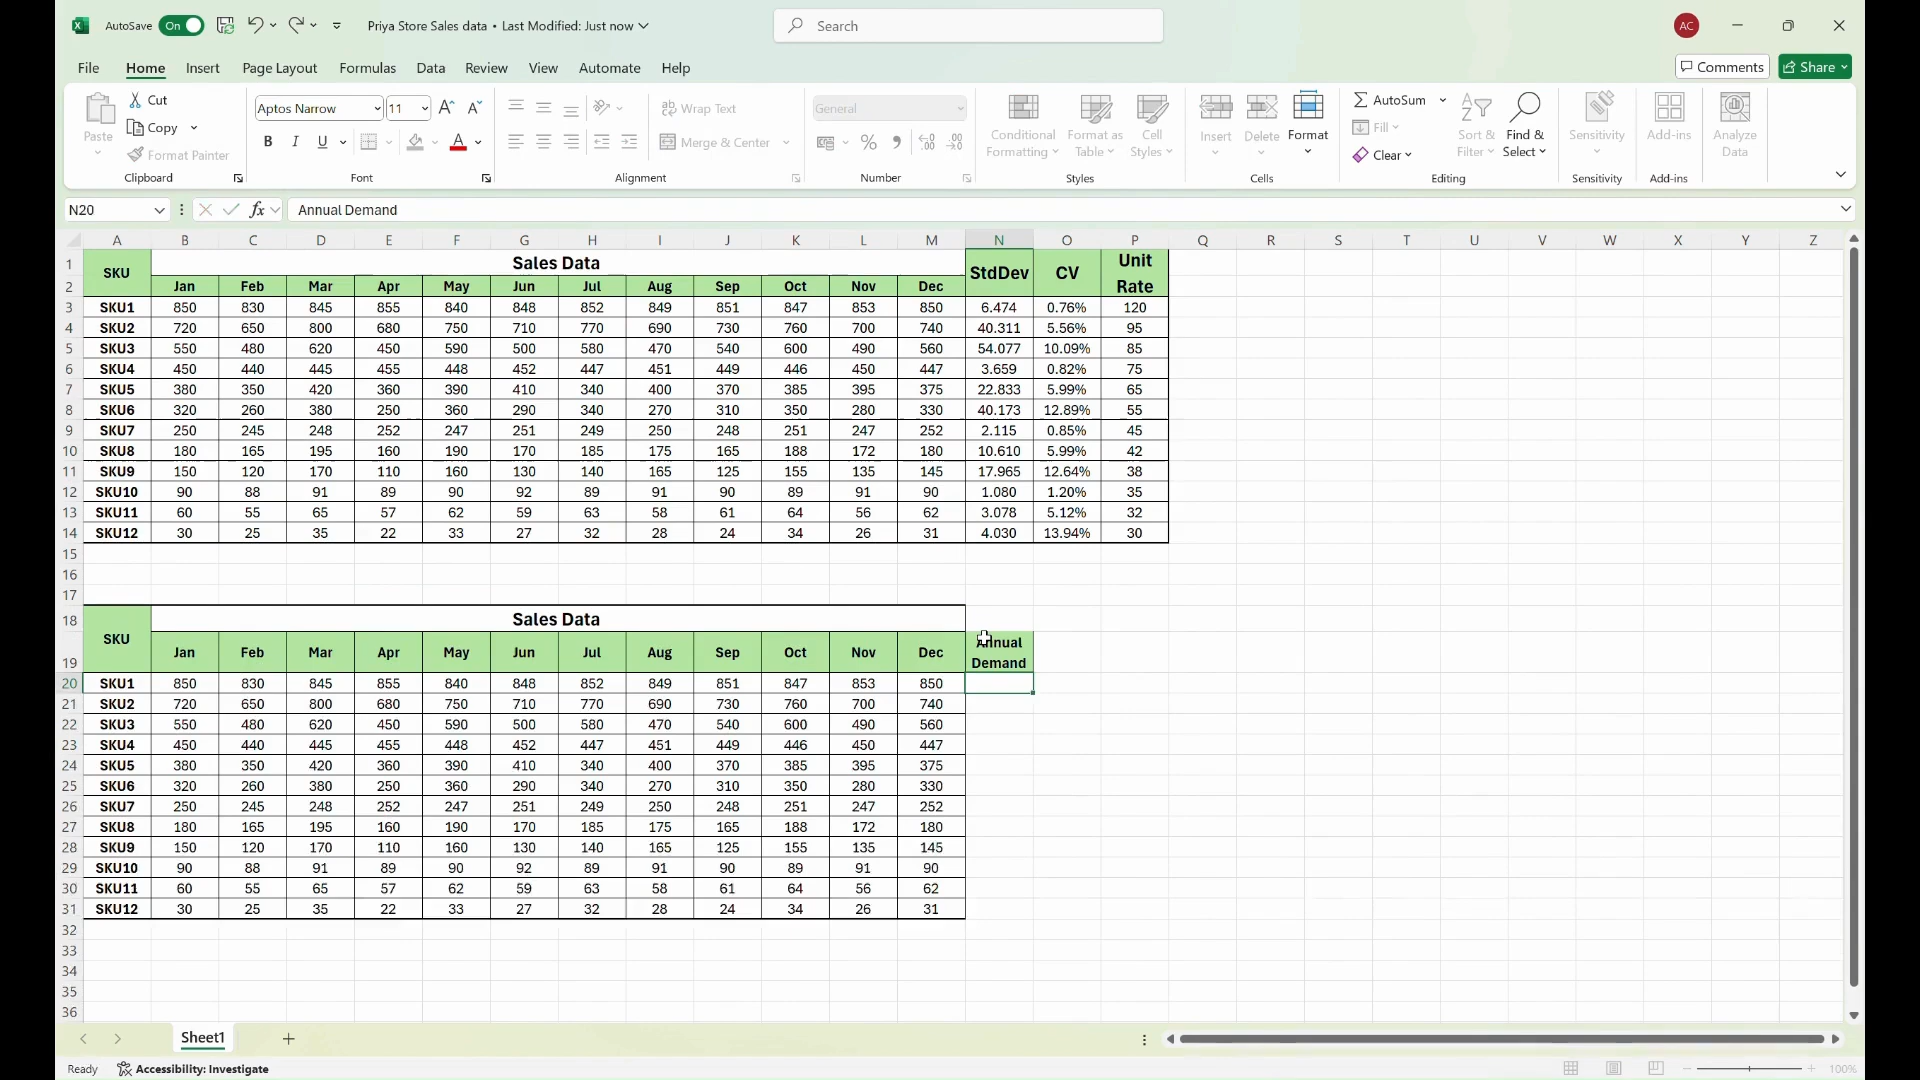 AutoSave On Priya Store Sales data • Last Modified: Just now Search AC
File Home Insert Page Layout Formulas Data Review View Automate Help Comments Share
Paste Cut Copy Format Painter Clipboard
Aptos Narrow 11 B I U A Font
Wrap Text Merge & Center Alignment
General % Number
Conditional Formatting Format as Table Cell Styles Styles
Insert Delete Format Cells
AutoSum Fill Clear Sort & Filter Find & Select Editing
Sensitivity Sensitivity
Add-ins Add-ins
Analyze Data
N20 fx Annual Demand
A B C D E F G H I J K L M N O P Q R S T U V W X Y Z
1 SKU Sales Data StdDev CV Unit Rate
2 Jan Feb Mar Apr May Jun Jul Aug Sep Oct Nov Dec
3 SKU1 850 830 845 855 840 848 852 849 851 847 853 850 6.474 0.76% 120
4 SKU2 720 650 800 680 750 710 770 690 730 760 700 740 40.311 5.56% 95
5 SKU3 550 480 620 450 590 500 580 470 540 600 490 560 54.077 10.09% 85
6 SKU4 450 440 445 455 448 452 447 451 449 446 450 447 3.659 0.82% 75
7 SKU5 380 350 420 360 390 410 340 400 370 385 395 375 22.833 5.99% 65
8 SKU6 320 260 380 250 360 290 340 270 310 350 280 330 40.173 12.89% 55
9 SKU7 250 245 248 252 247 251 249 250 248 251 247 252 2.115 0.85% 45
10 SKU8 180 165 195 160 190 170 185 175 165 188 172 180 10.610 5.99% 42
11 SKU9 150 120 170 110 160 130 140 165 125 155 135 145 17.965 12.64% 38
12 SKU10 90 88 91 89 90 92 89 91 90 89 91 90 1.080 1.20% 35
13 SKU11 60 55 65 57 62 59 63 58 61 64 56 62 3.078 5.12% 32
14 SKU12 30 25 35 22 33 27 32 28 24 34 26 31 4.030 13.94% 30
15
16
17
18 SKU Sales Data
19 Jan Feb Mar Apr May Jun Jul Aug Sep Oct Nov Dec Annual Demand
20 SKU1 850 830 845 855 840 848 852 849 851 847 853 850
21 SKU2 720 650 800 680 750 710 770 690 730 760 700 740
22 SKU3 550 480 620 450 590 500 580 470 540 600 490 560
23 SKU4 450 440 445 455 448 452 447 451 449 446 450 447
24 SKU5 380 350 420 360 390 410 340 400 370 385 395 375
25 SKU6 320 260 380 250 360 290 340 270 310 350 280 330
26 SKU7 250 245 248 252 247 251 249 250 248 251 247 252
27 SKU8 180 165 195 160 190 170 185 175 165 188 172 180
28 SKU9 150 120 170 110 160 130 140 165 125 155 135 145
29 SKU10 90 88 91 89 90 92 89 91 90 89 91 90
30 SKU11 60 55 65 57 62 59 63 58 61 64 56 62
31 SKU12 30 25 35 22 33 27 32 28 24 34 26 31
32
33
34
35
36
Sheet1
Ready Accessibility: Investigate 100%